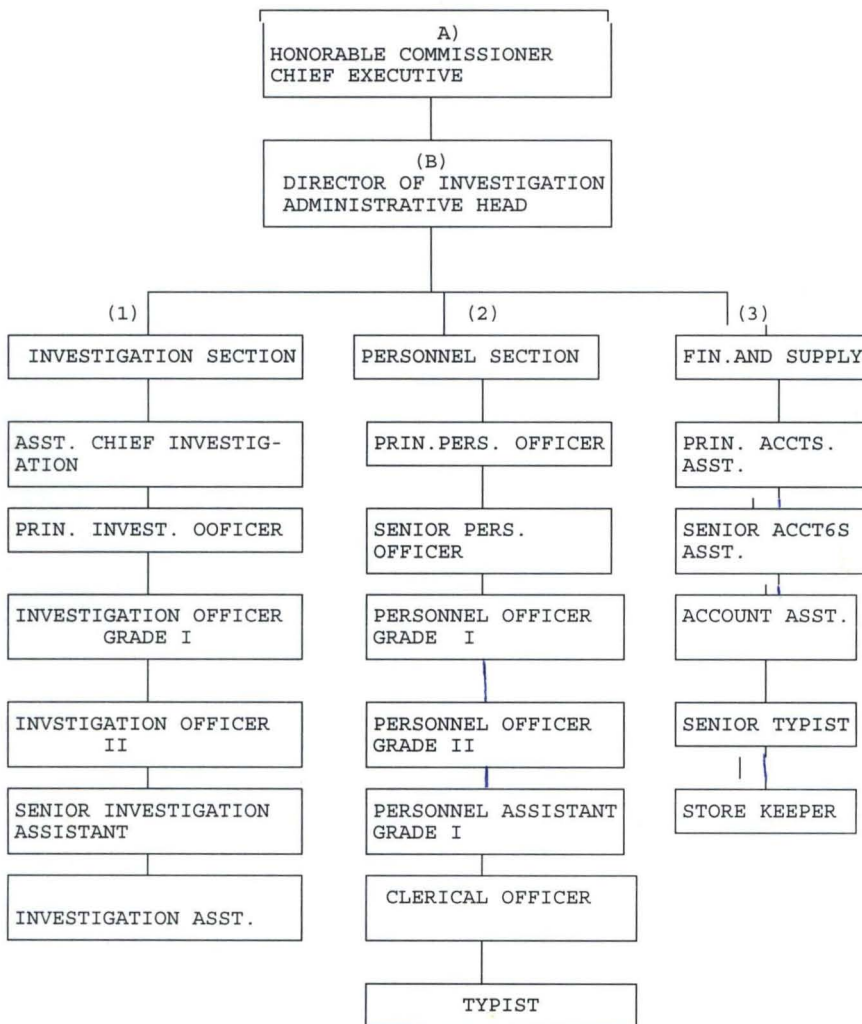 A)
HONORABLE COMMISSIONER
CHIEF EXECUTIVE
(B)
DIRECTOR OF INVESTIGATION
ADMINISTRATIVE HEAD
(1)
INVESTIGATION SECTION
ASST. CHIEF INVESTIG-
ATION
PRIN. INVEST. OOFICER
INVESTIGATION OFFICER
GRADE I
INVSTIGATION OFFICER
II
SENIOR INVESTIGATION
ASSISTANT
INVESTIGATION ASST.
(2)
PERSONNEL SECTION
PRIN.PERS. OFFICER
SENIOR PERS.
OFFICER
PERSONNEL OFFICER
GRADE I
PERSONNEL OFFICER
GRADE II
PERSONNEL ASSISTANT
GRADE I
CLERICAL OFFICER
TYPIST
(3)
FIN.AND SUPPLY
PRIN. ACCTS.
ASST.
SENIOR ACCT6S
ASST.
ACCOUNT ASST.
SENIOR TYPIST
STORE KEEPER